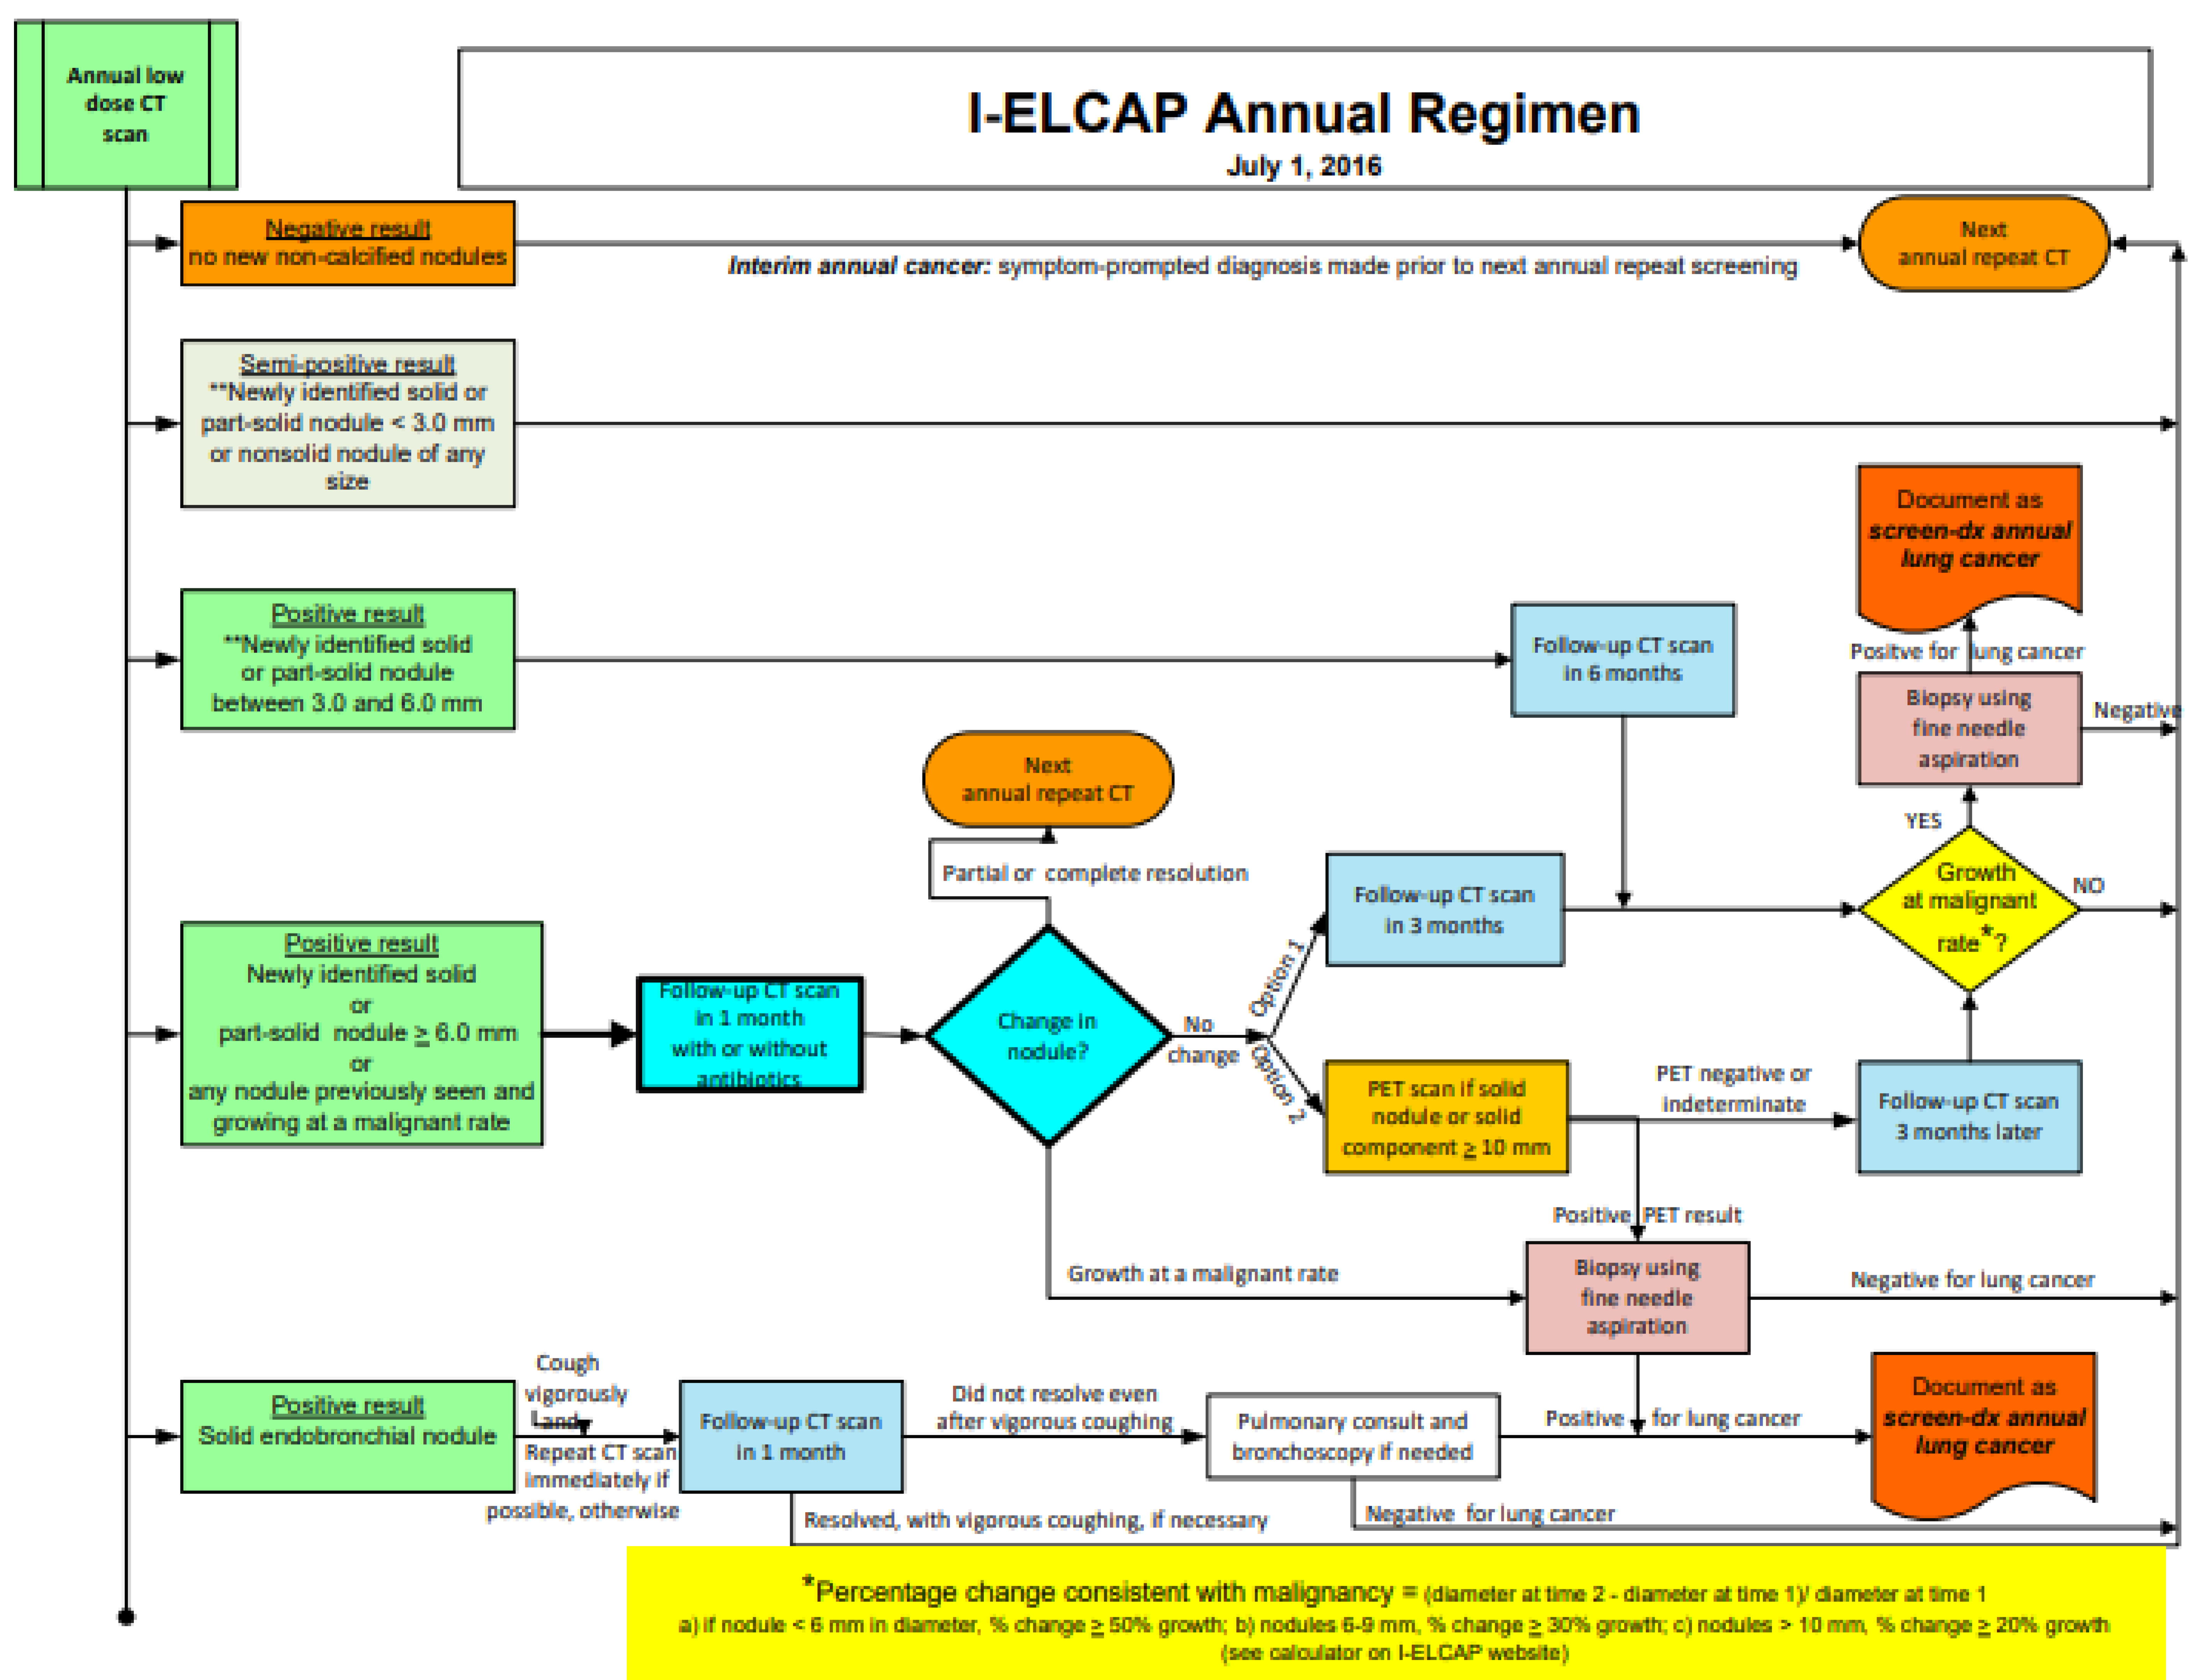 Annual low
dose CT
scan
I-ELCAP Annual Regimen
July 1, 2016
Negative result
no new non-calcified nodules
Interim annual cancer: symptom-prompted diagnosis made prior to next annual repeat screening
Next
annual repeat CT
Semi-positive result
**Newly identified solid or
part-solid nodule < 3.0 mm
or nonsolid nodule of any
size
Document as
screen-dx annual
lung cancer
Positive result
**Newly identified solid
or part-solid nodule
between 3.0 and 6.0 mm
Follow-up CT scan
in 6 months
Positve for lung cancer
Biopsy using
fine needle
aspiration
Negative
Next
annual repeat CT
Partial or complete resolution
YES
Growth
at malignant
rate*?
NO
Follow-up CT scan
in 3 months
Positive result
Newly identified solid
or
part-solid nodule ≥ 6.0 mm
or
any nodule previously seen and
growing at a malignant rate
Follow-up CT scan
in 1 month
with or without
antibiotics
Change in
nodule?
No
change
Option 1
Option 2
PET scan if solid
nodule or solid
component ≥ 10 mm
PET negative or
indeterminate
Follow-up CT scan
3 months later
Positive PET result
Growth at a malignant rate
Biopsy using
fine needle
aspiration
Negative for lung cancer
Positive result
Solid endobronchial nodule
Cough
vigorously
and
Repeat CT scan
immediately if
possible, otherwise
Follow-up CT scan
in 1 month
Did not resolve even
after vigorous coughing
Pulmonary consult and
bronchoscopy if needed
Positive for lung cancer
Document as
screen-dx annual
lung cancer
Resolved, with vigorous coughing, if necessary
Negative for lung cancer
*Percentage change consistent with malignancy = (diameter at time 2 - diameter at time 1)/ diameter at time 1
a) if nodule < 6 mm in diameter, % change ≥ 50% growth; b) nodules 6-9 mm, % change ≥ 30% growth; c) nodules > 10 mm, % change ≥ 20% growth
(see calculator on I-ELCAP website)